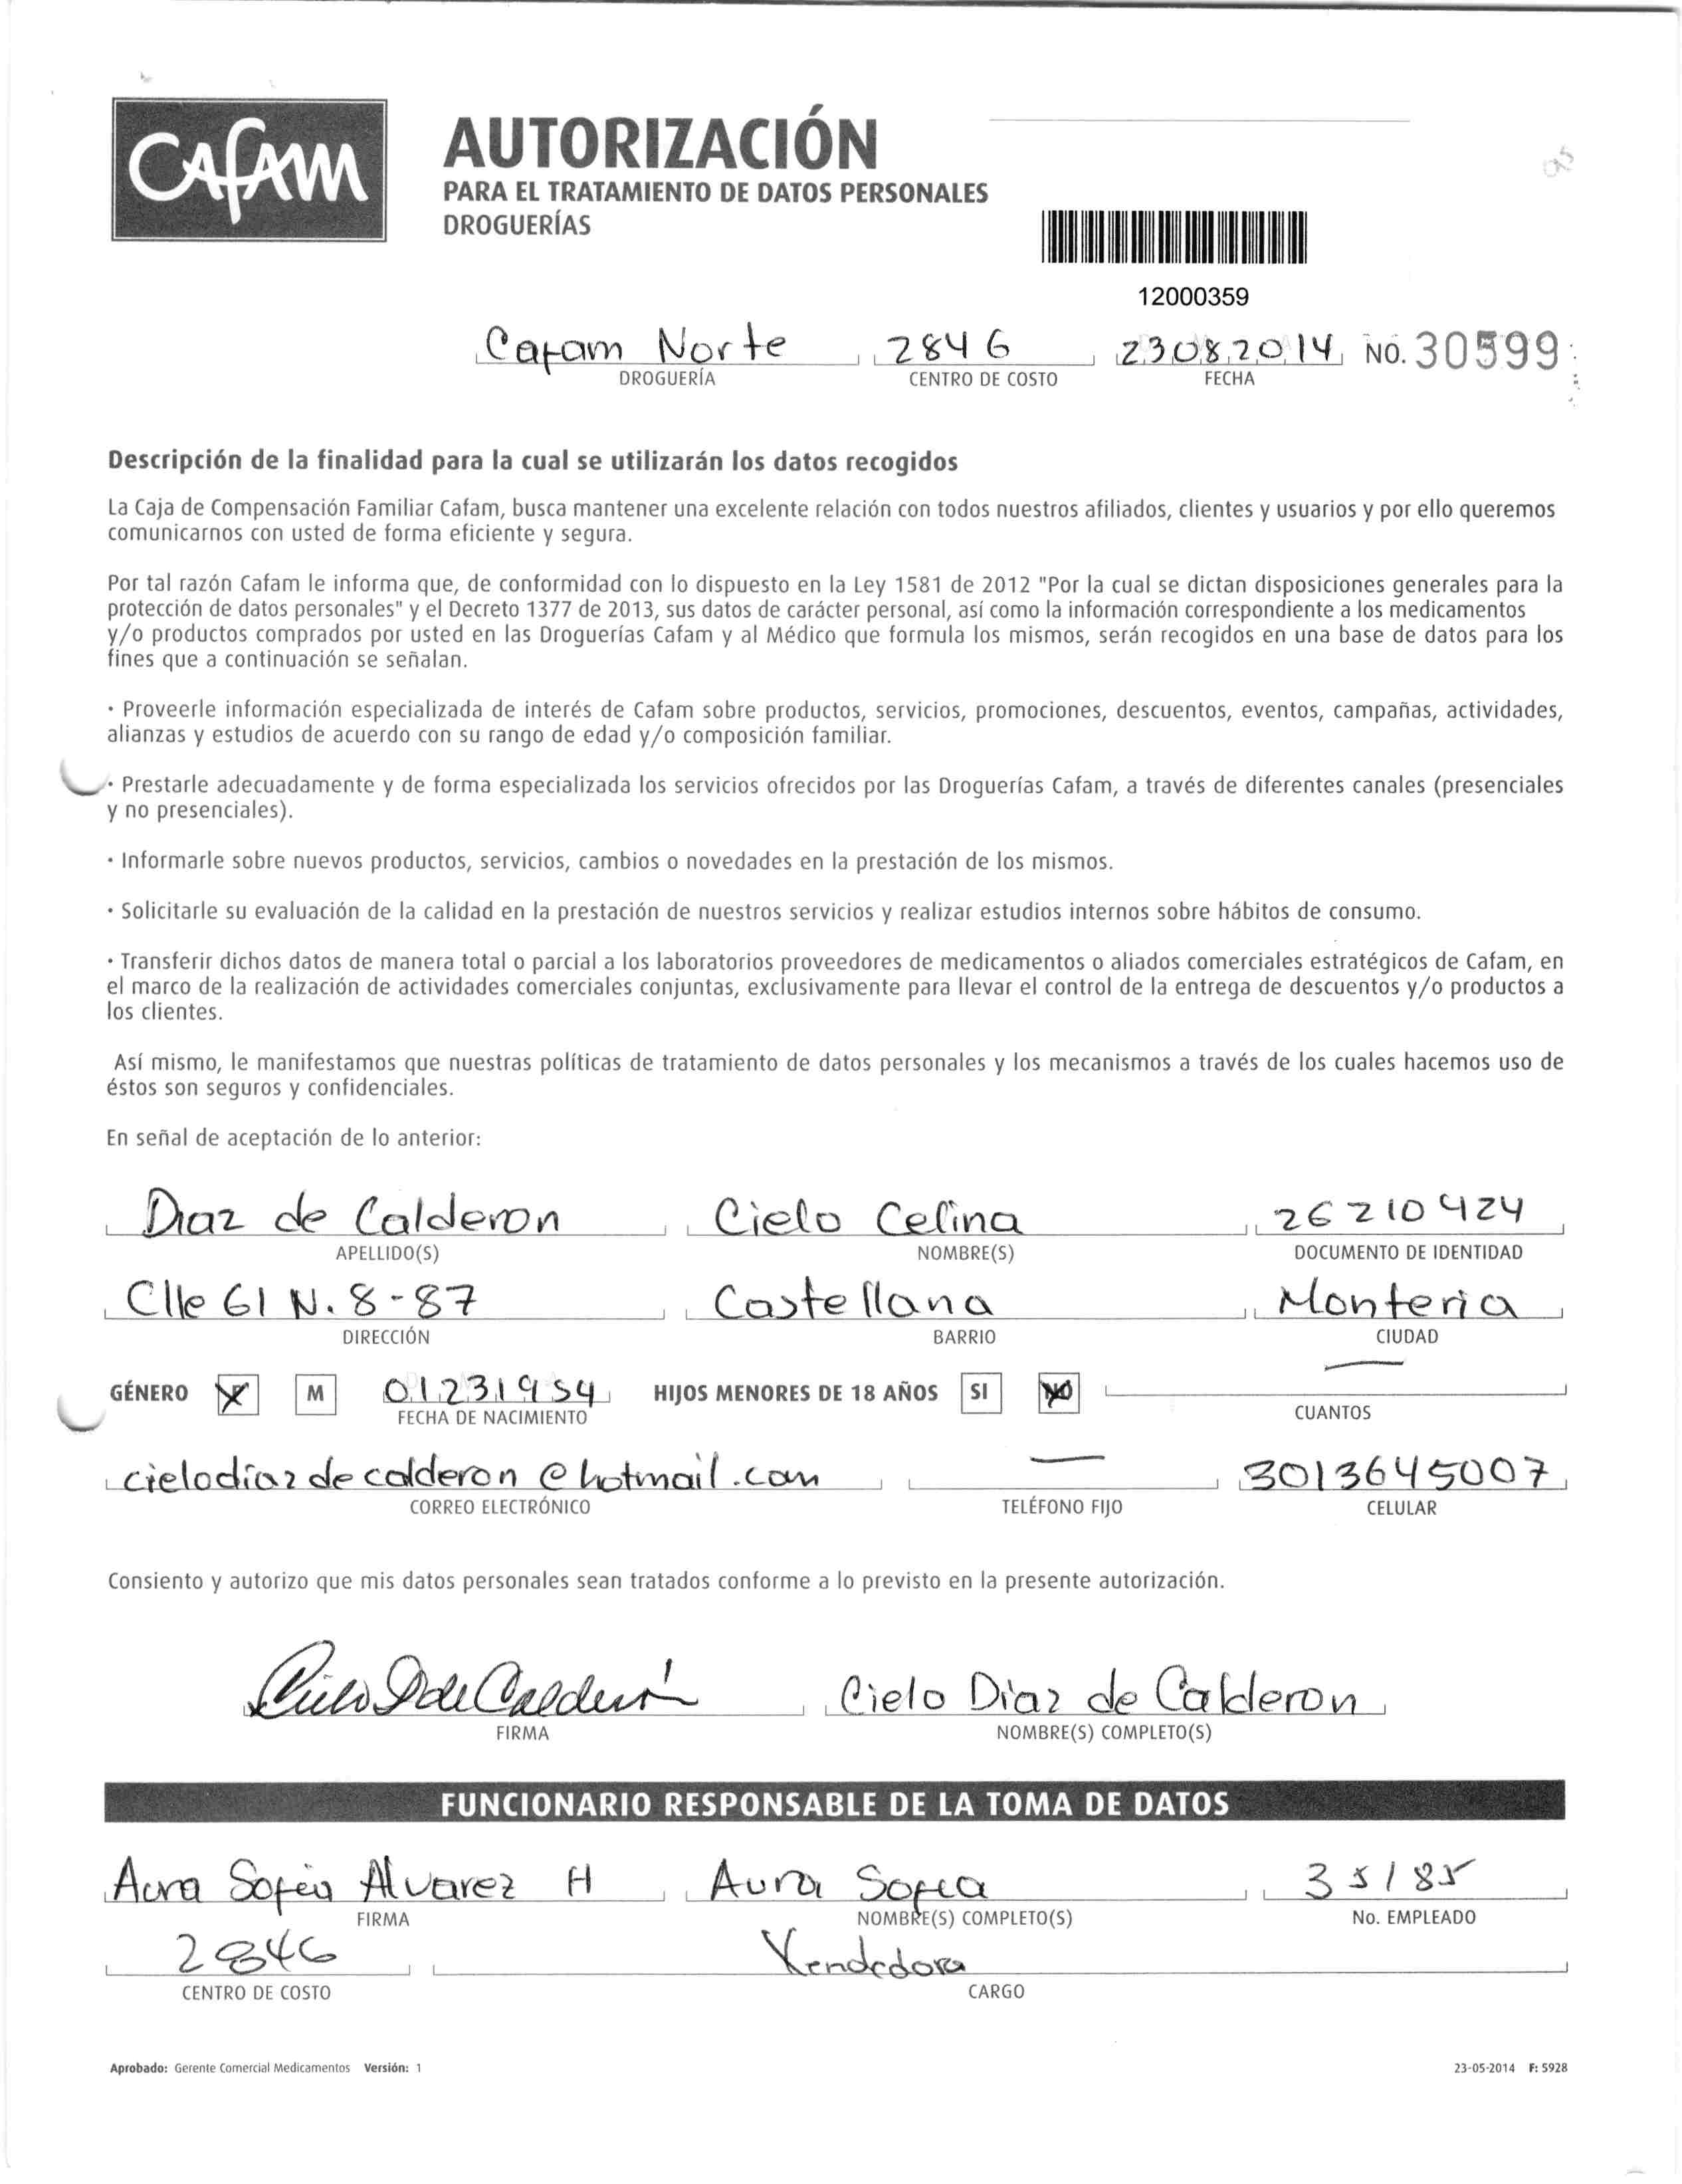 CAFAM
AUTORIZACIÓN
PARA EL TRATAMIENTO DE DATOS PERSONALES
DROGUERÍAS
12000359
Cafam Norte 2846 23082014 NO. 30599
DROGUERÍA CENTRO DE COSTO FECHA
Descripción de la finalidad para la cual se utilizarán los datos recogidos
La Caja de Compensación Familiar Cafam, busca mantener una excelente relación con todos nuestros afiliados, clientes y usuarios y por ello queremos
comunicarnos con usted de forma eficiente y segura.
Por tal razón Cafam le informa que, de conformidad con lo dispuesto en la Ley 1581 de 2012 "Por la cual se dictan disposiciones generales para la
protección de datos personales" y el Decreto 1377 de 2013, sus datos de carácter personal, así como la información correspondiente a los medicamentos
y/o productos comprados por usted en las Droguerías Cafam y al Médico que formula los mismos, serán recogidos en una base de datos para los
fines que a continuación se señalan.
· Proveerle información especializada de interés de Cafam sobre productos, servicios, promociones, descuentos, eventos, campañas, actividades,
alianzas y estudios de acuerdo con su rango de edad y/o composición familiar.
· Prestarle adecuadamente y de forma especializada los servicios ofrecidos por las Droguerías Cafam, a través de diferentes canales (presenciales
y no presenciales).
· Informarle sobre nuevos productos, servicios, cambios o novedades en la prestación de los mismos.
· Solicitarle su evaluación de la calidad en la prestación de nuestros servicios y realizar estudios internos sobre hábitos de consumo.
· Transferir dichos datos de manera total o parcial a los laboratorios proveedores de medicamentos o aliados comerciales estratégicos de Cafam, en
el marco de la realización de actividades comerciales conjuntas, exclusivamente para llevar el control de la entrega de descuentos y/o productos a
los clientes.
Así mismo, le manifestamos que nuestras políticas de tratamiento de datos personales y los mecanismos a través de los cuales hacemos uso de
éstos son seguros y confidenciales.
En señal de aceptación de lo anterior:
Diaz de Calderon Cielo Celina 26210424
APELLIDO(S) NOMBRE(S) DOCUMENTO DE IDENTIDAD
Clle 61 N. 8-87 Castellana Monteria
DIRECCIÓN BARRIO CIUDAD
GÉNERO X M 01231954 HIJOS MENORES DE 18 AÑOS SI NO
FECHA DE NACIMIENTO CUANTOS
cielodiazdecalderon@hotmail.com 3013645007
CORREO ELECTRÓNICO TELÉFONO FIJO CELULAR
Consiento y autorizo que mis datos personales sean tratados conforme a lo previsto en la presente autorización.
Cielo D de Calderón Cielo Diaz de Calderon
FIRMA NOMBRE(S) COMPLETO(S)
FUNCIONARIO RESPONSABLE DE LA TOMA DE DATOS
Aura Sofia Alvarez H Aura Sofia 35185
FIRMA NOMBRE(S) COMPLETO(S) No. EMPLEADO
2846 Vendedora
CENTRO DE COSTO CARGO
Aprobado: Gerente Comercial Medicamentos Versión: 1 23-05-2014 F: 5928